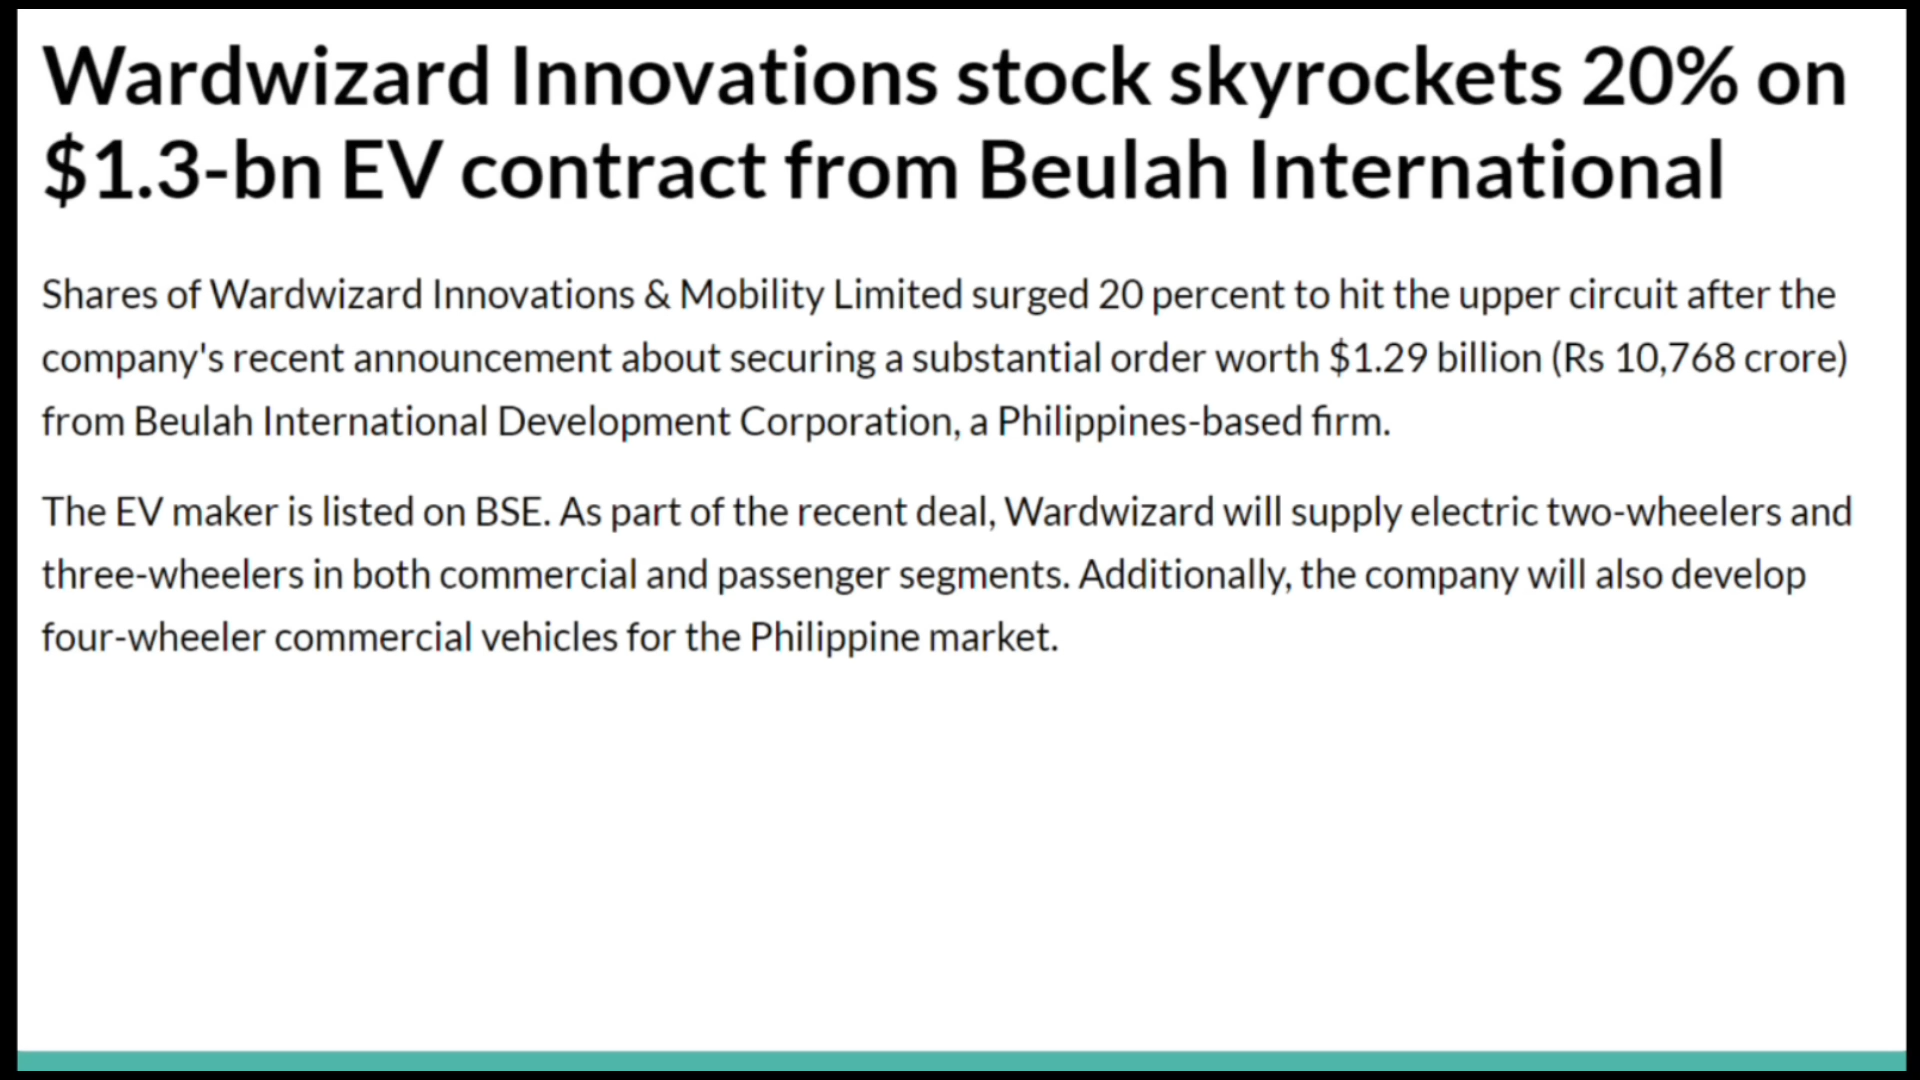 Wardwizard Innovations stock skyrockets 20% on
$1.3-bn EV contract from Beulah International
Shares of Wardwizard Innovations & Mobility Limited surged 20 percent to hit the upper circuit after the
company's recent announcement about securing a substantial order worth $1.29 billion (Rs 10,768 crore)
from Beulah International Development Corporation, a Philippines-based firm.
The EV maker is listed on BSE. As part of the recent deal, Wardwizard will supply electric two-wheelers and
three-wheelers in both commercial and passenger segments. Additionally, the company will also develop
four-wheeler commercial vehicles for the Philippine market.